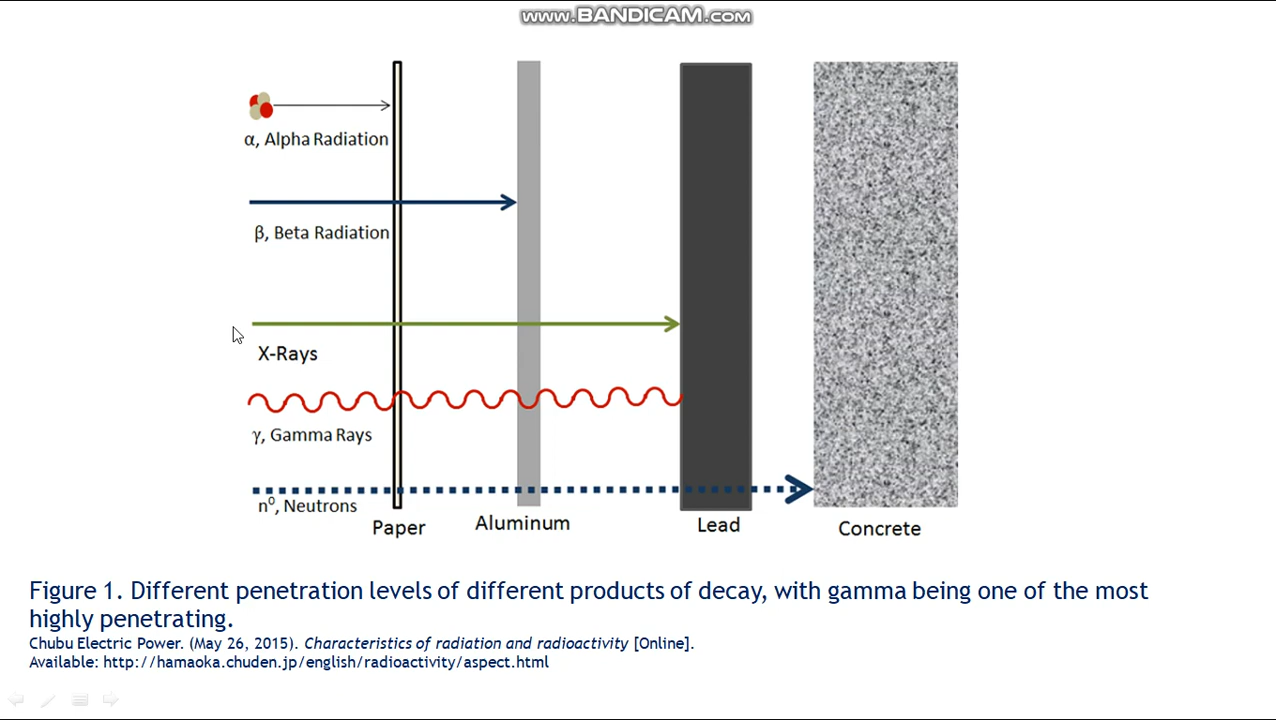 www.BANDICAM.com
α, Alpha Radiation
β, Beta Radiation
X-Rays
γ, Gamma Rays
n⁰, Neutrons
Paper
Aluminum
Lead
Concrete
Figure 1. Different penetration levels of different products of decay, with gamma being one of the most
highly penetrating.
Chubu Electric Power. (May 26, 2015). Characteristics of radiation and radioactivity [Online].
Available: http://hamaoka.chuden.jp/english/radioactivity/aspect.html